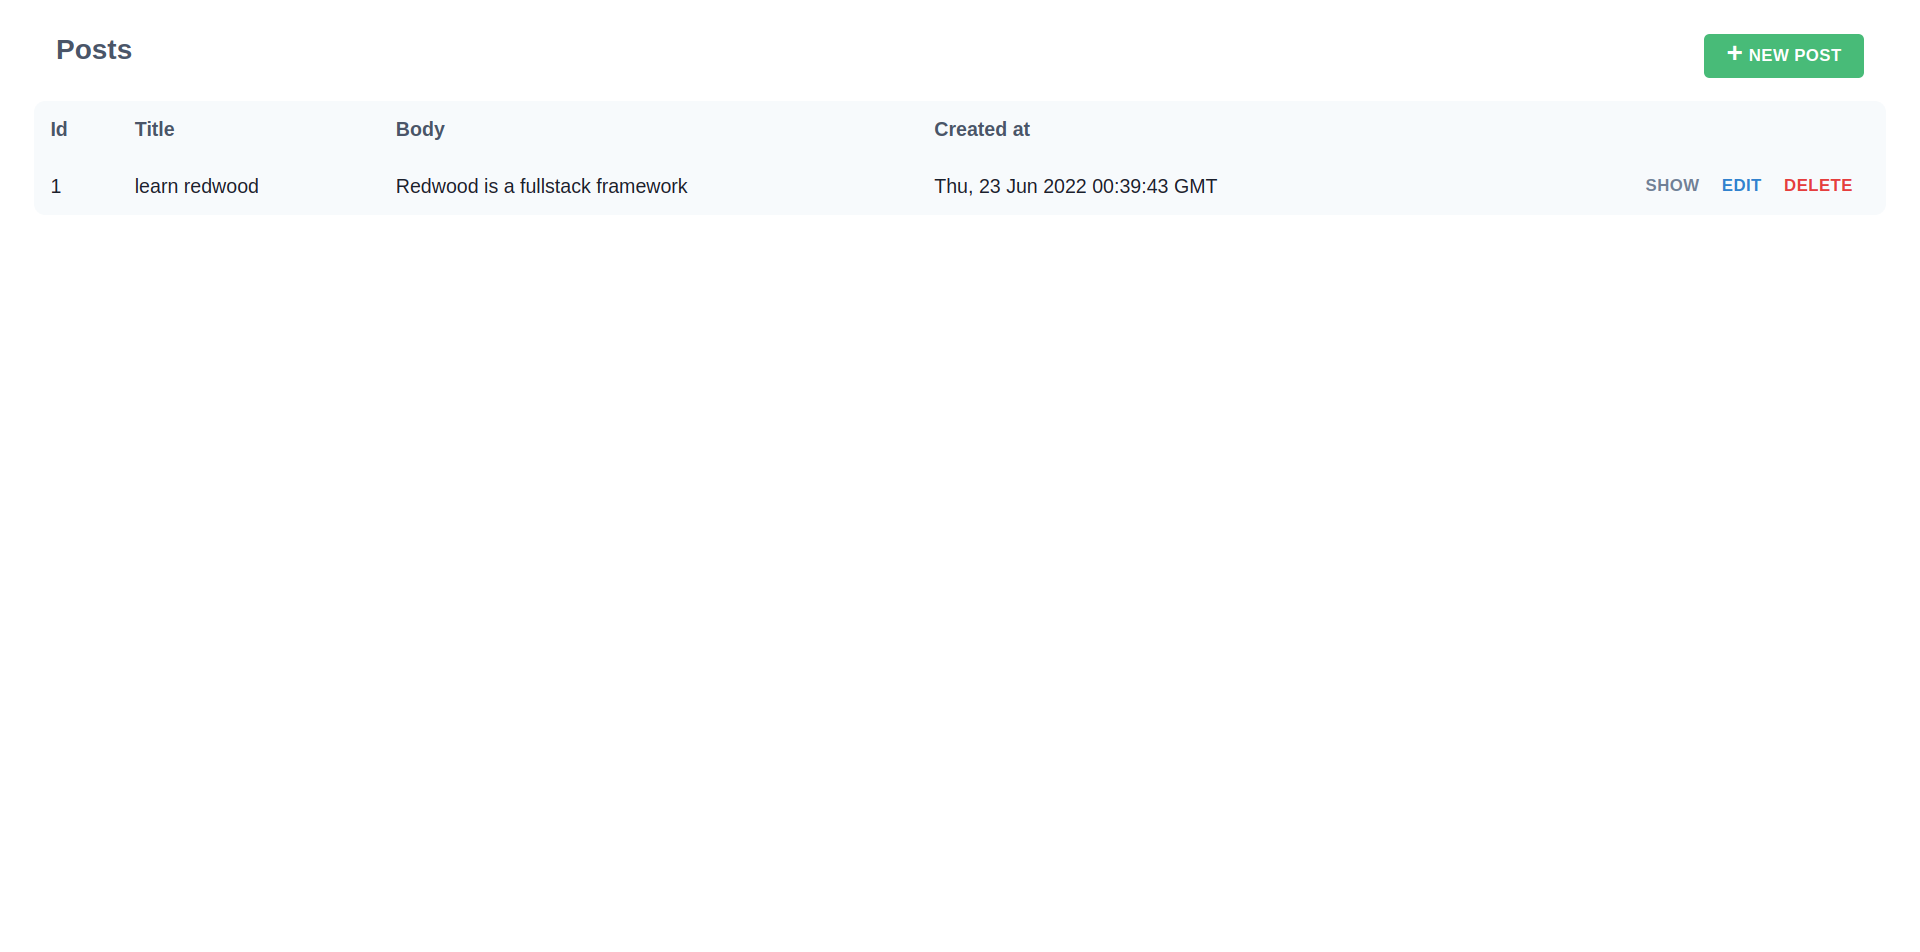 Posts
+ NEW POST
Id Title Body Created at
1 learn redwood Redwood is a fullstack framework Thu, 23 Jun 2022 00:39:43 GMT SHOW EDIT DELETE